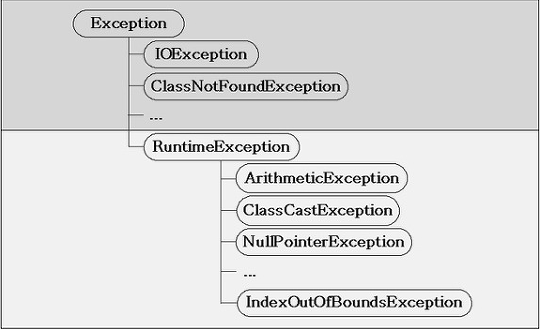 Exception
IOException
ClassNotFoundException
...
RuntimeException
ArithmeticException
ClassCastException
NullPointerException
...
IndexOutOfBoundsException